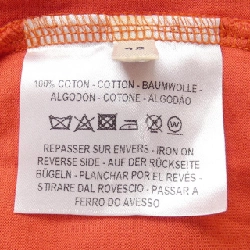 100% COTON - COTTON - BAUMWOLLE -
ALGODÓN - COTONE - ALGODÃO
REPASSER SUR ENVERS - IRON ON
REVERSE SIDE - AUF DER RÜCKSEITE
BÜGELN - PLANCHAR POR EL REVÉS -
STIRARE DAL ROVESCIO - PASSAR A
FERRO DO AVESSO